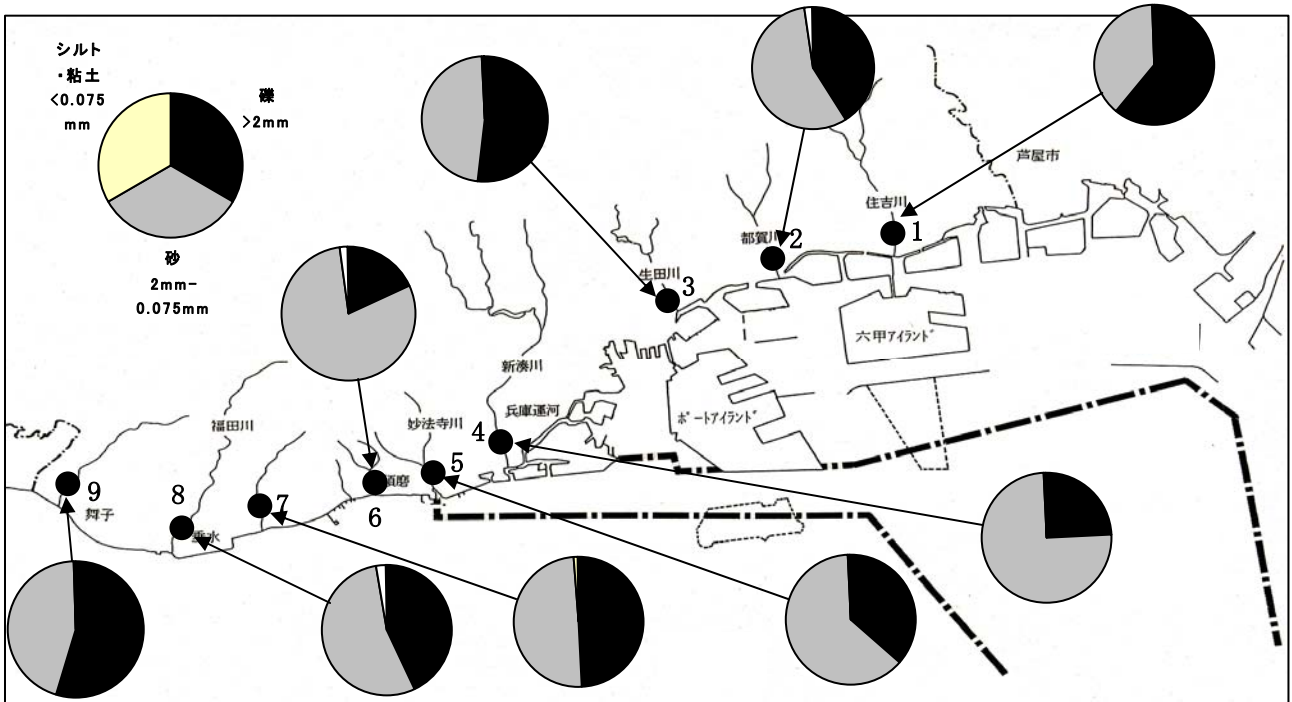 シルト
・粘土
<0.075
mm
礫
>2mm
砂
2mm-
0.075mm
芦屋市
住吉川
1
都賀川
2
生田川
3
六甲アイランド
ポートアイランド
新湊川
兵庫運河
4
妙法寺川
5
須磨
6
福田川
7
8
垂水
9
舞子